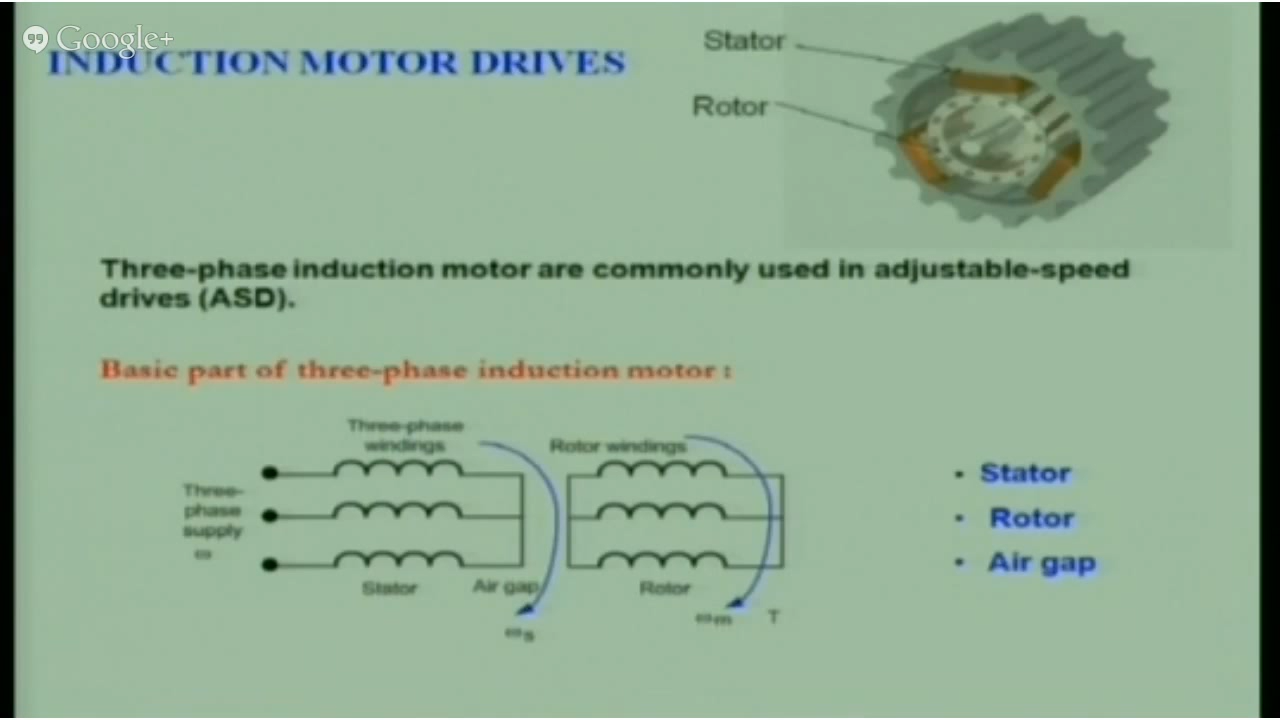 Google+
INDUCTION MOTOR DRIVES
Stator
Rotor
Three-phase induction motor are commonly used in adjustable-speed
drives (ASD).
Basic part of three-phase induction motor :
Three-phase
windings
Rotor windings
Three-
phase
supply
ω
Stator
Air gap
Rotor
ωs
ωm
T
• Stator
• Rotor
• Air gap